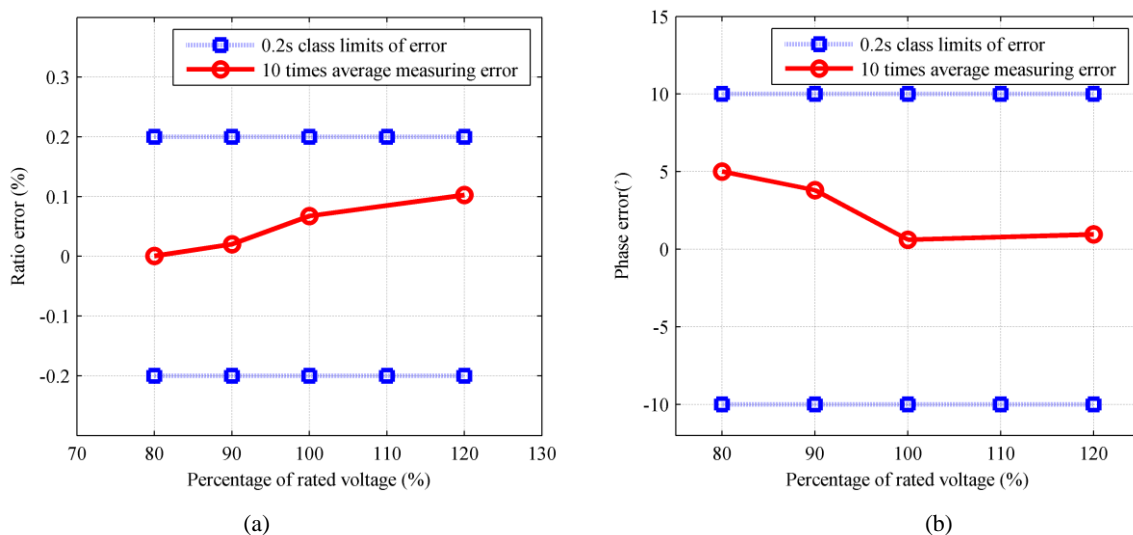 0.2s class limits of error
10 times average measuring error
0.3
0.2
0.1
0
-0.1
-0.2
Ratio error (%)
70 80 90 100 110 120 130
Percentage of rated voltage (%)
(a)
0.2s class limits of error
10 times average measuring error
15
10
5
0
-5
-10
Phase error(’)
80 90 100 110 120
Percentage of rated voltage (%)
(b)